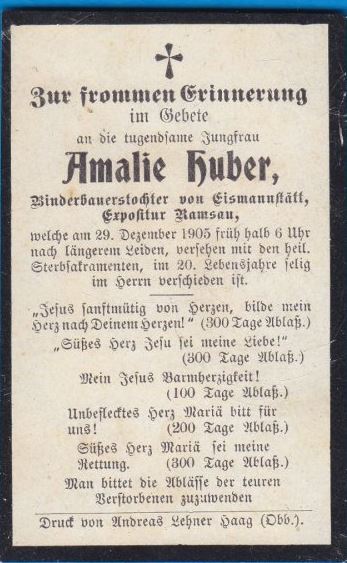 Zur frommen Erinnerung
im Gebete
an die tugendsame Jungfrau
Amalie Huber,
Binderbauerstochter von Eismannstätt,
Expositur Ramsau,
welche am 29. Dezember 1905 früh halb 6 Uhr
nach längerem Leiden, versehen mit den heil.
Sterbsakramenten, im 20. Lebensjahre selig
im Herrn verschieden ist.
„Jesus sanftmütig von Herzen, bilde mein
Herz nach Deinem Herzen!“ (300 Tage Ablaß.)
„Süßes Herz Jesu sei meine Liebe!“
(300 Tage Ablaß.)
Mein Jesus Barmherzigkeit!
(100 Tage Ablaß.)
Unbeflecktes Herz Mariä bitt für
uns! (200 Tage Ablaß.)
Süßes Herz Mariä sei meine
Rettung. (300 Tage Ablaß.)
Man bittet die Ablässe der teuren
Verstorbenen zuzuwenden
Druck von Andreas Lehner Haag (Obb.).